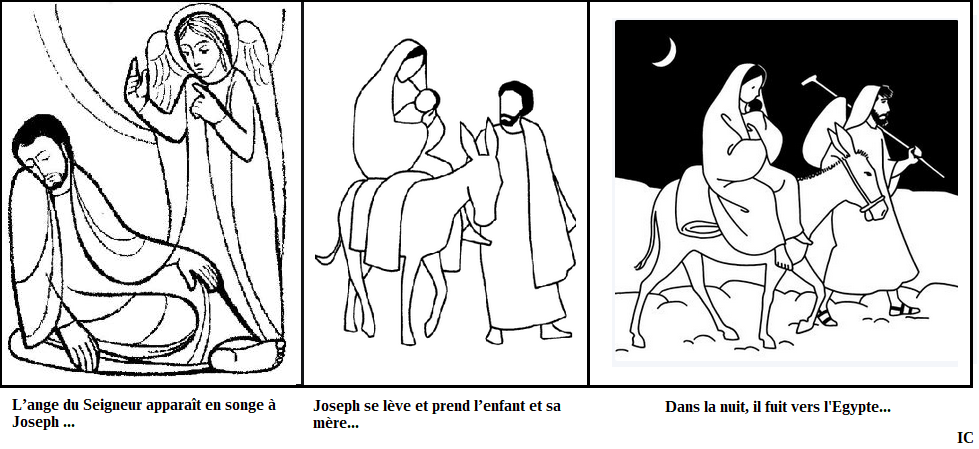 L’ange du Seigneur apparaît en songe à
Joseph ...
Joseph se lève et prend l’enfant et sa
mère...
Dans la nuit, il fuit vers l'Egypte...
IC